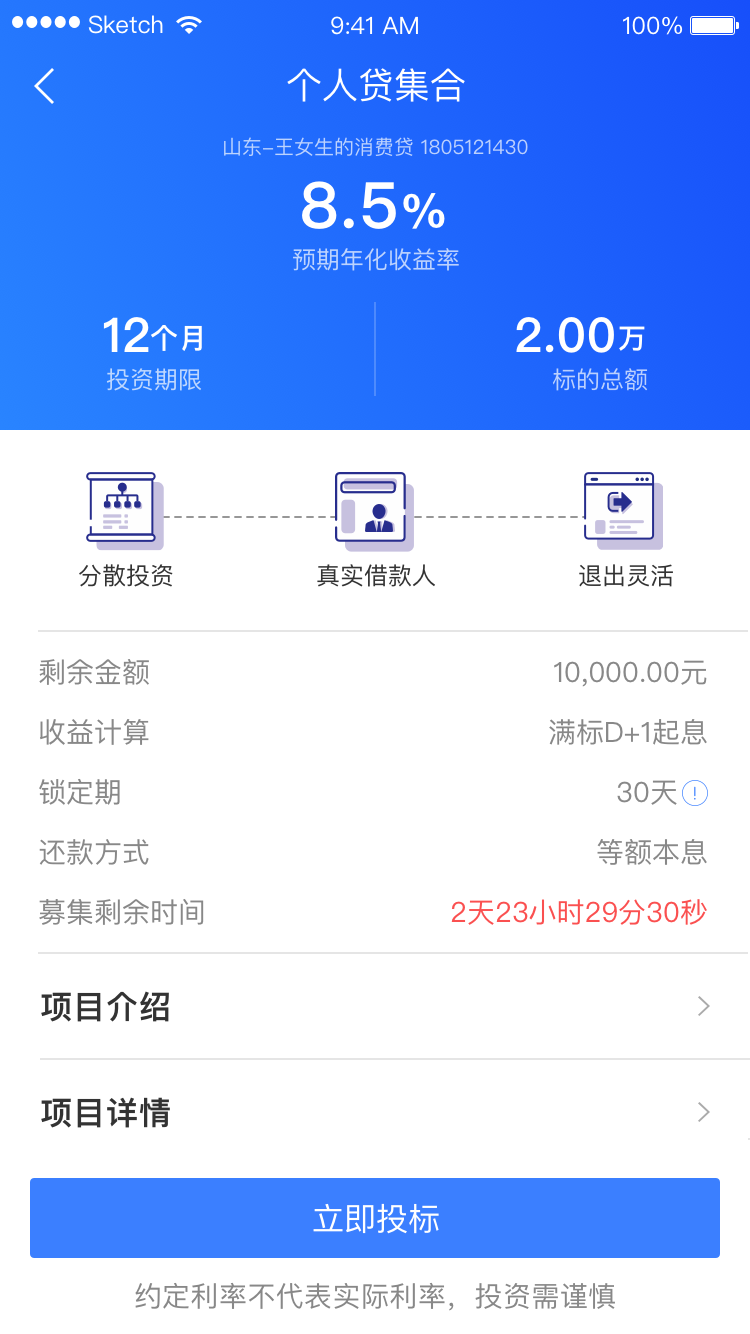 Sketch 9:41 AM 100%
个人贷集合
山东-王女生的消费贷 1805121430
8.5%
预期年化收益率
12个月 2.00万
投资期限 标的总额
分散投资 真实借款人 退出灵活
剩余金额 10,000.00元
收益计算 满标D+1起息
锁定期 30天
还款方式 等额本息
募集剩余时间 2天23小时29分30秒
项目介绍
项目详情
立即投标
约定利率不代表实际利率，投资需谨慎